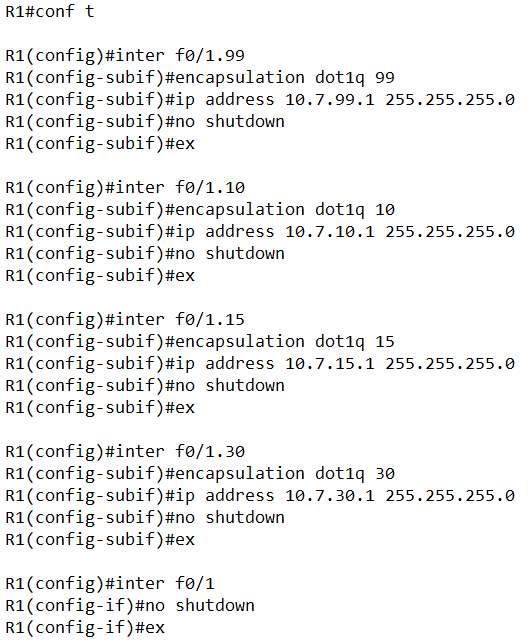 R1#conf t
R1(config)#inter f0/1.99
R1(config-subif)#encapsulation dot1q 99
R1(config-subif)#ip address 10.7.99.1 255.255.255.0
R1(config-subif)#no shutdown
R1(config-subif)#ex
R1(config)#inter f0/1.10
R1(config-subif)#encapsulation dot1q 10
R1(config-subif)#ip address 10.7.10.1 255.255.255.0
R1(config-subif)#no shutdown
R1(config-subif)#ex
R1(config)#inter f0/1.15
R1(config-subif)#encapsulation dot1q 15
R1(config-subif)#ip address 10.7.15.1 255.255.255.0
R1(config-subif)#no shutdown
R1(config-subif)#ex
R1(config)#inter f0/1.30
R1(config-subif)#encapsulation dot1q 30
R1(config-subif)#ip address 10.7.30.1 255.255.255.0
R1(config-subif)#no shutdown
R1(config-subif)#ex
R1(config)#inter f0/1
R1(config-if)#no shutdown
R1(config-if)#ex